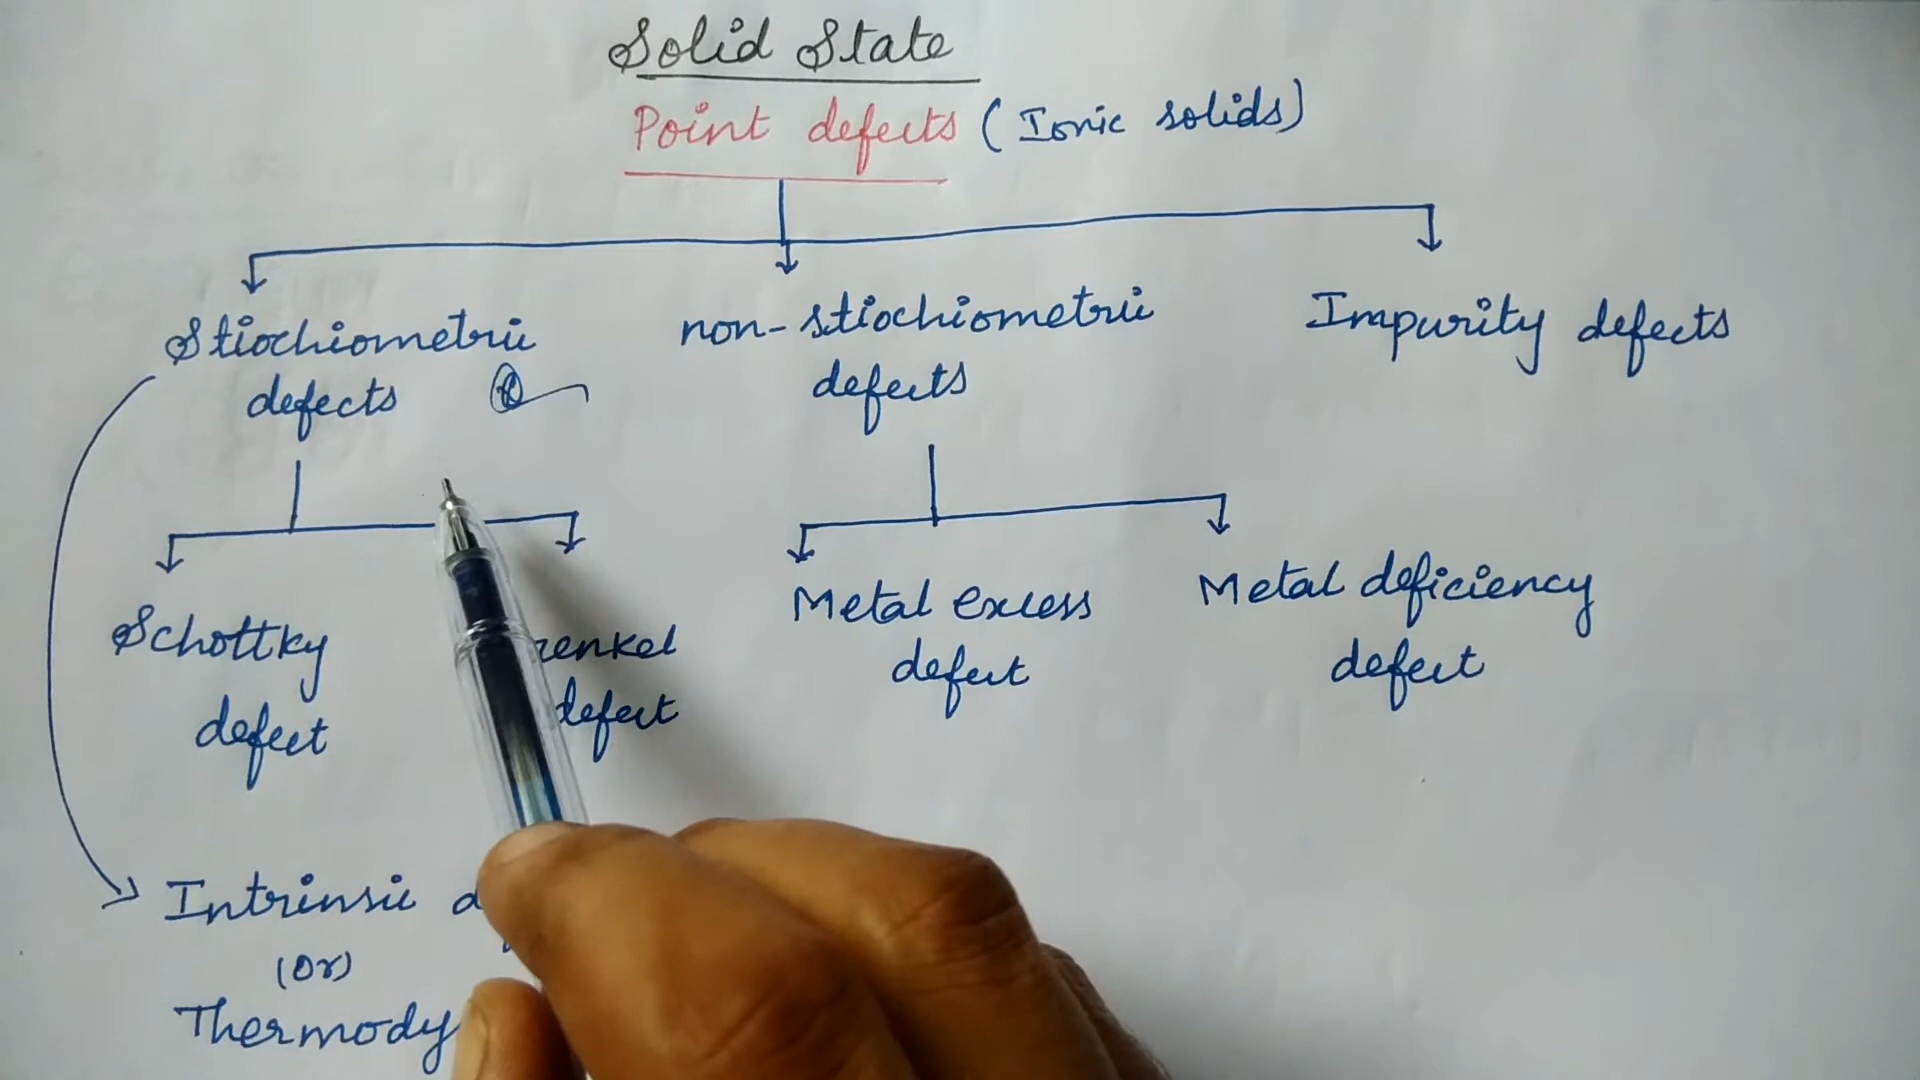 Solid State
Point defects (Ionic solids)
Stiochiometric
defects
non-stiochiometric
defects
Impurity defects
Schottky
defect
renkel
defect
Metal excess
defect
Metal deficiency
defect
Intrinsic d
(Or)
Thermody